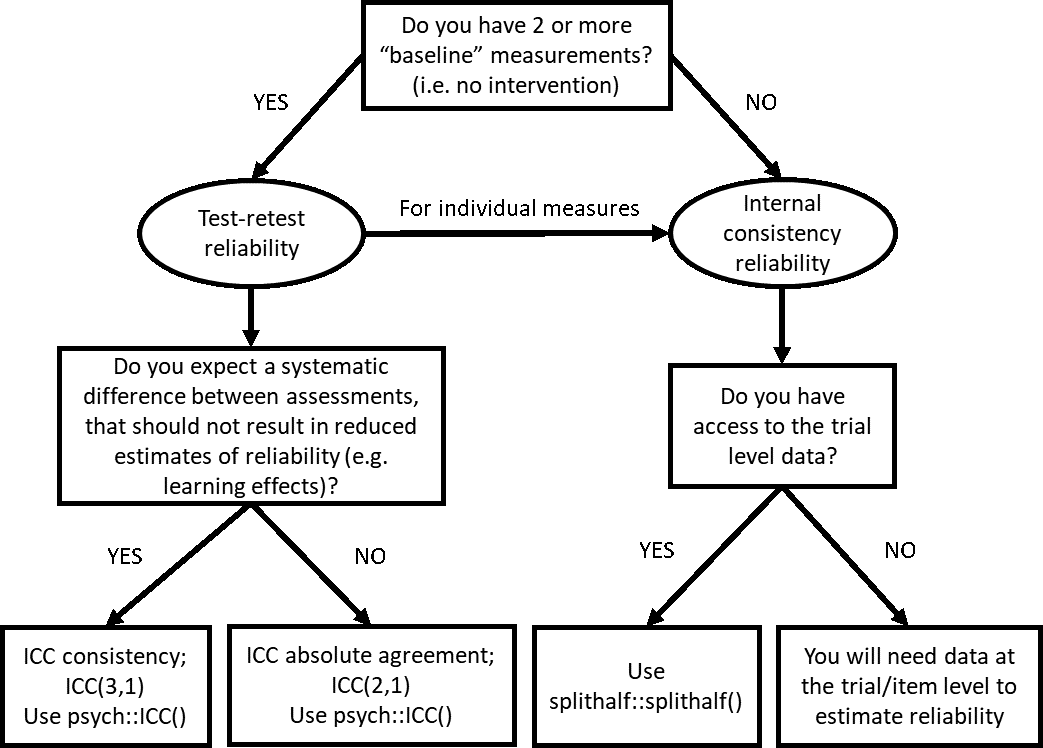 Do you have 2 or more
“baseline” measurements?
(i.e. no intervention)
YES
NO
Test-retest
reliability
For individual measures
Internal
consistency
reliability
Do you expect a systematic
difference between assessments,
that should not result in reduced
estimates of reliability (e.g.
learning effects)?
Do you have
access to the trial
level data?
YES
NO
YES
NO
ICC consistency;
ICC(3,1)
Use psych::ICC()
ICC absolute agreement;
ICC(2,1)
Use psych::ICC()
Use
splithalf::splithalf()
You will need data at
the trial/item level to
estimate reliability